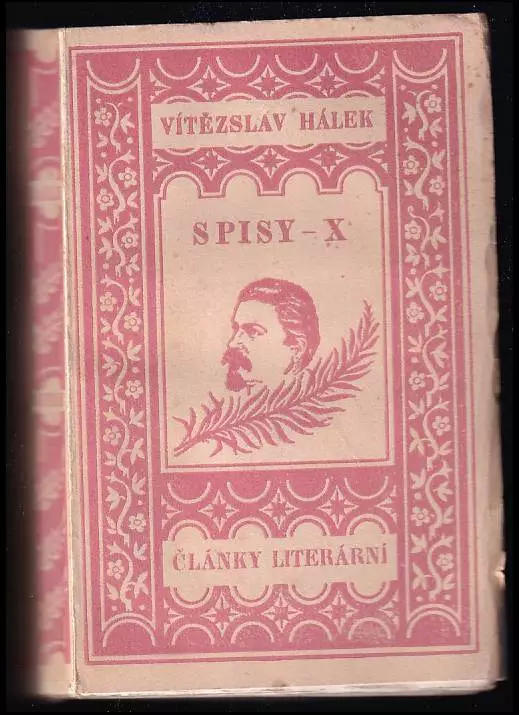 VÍTĚZSLAV HÁLEK
SPISY – X
ČLÁNKY LITERÁRNÍ